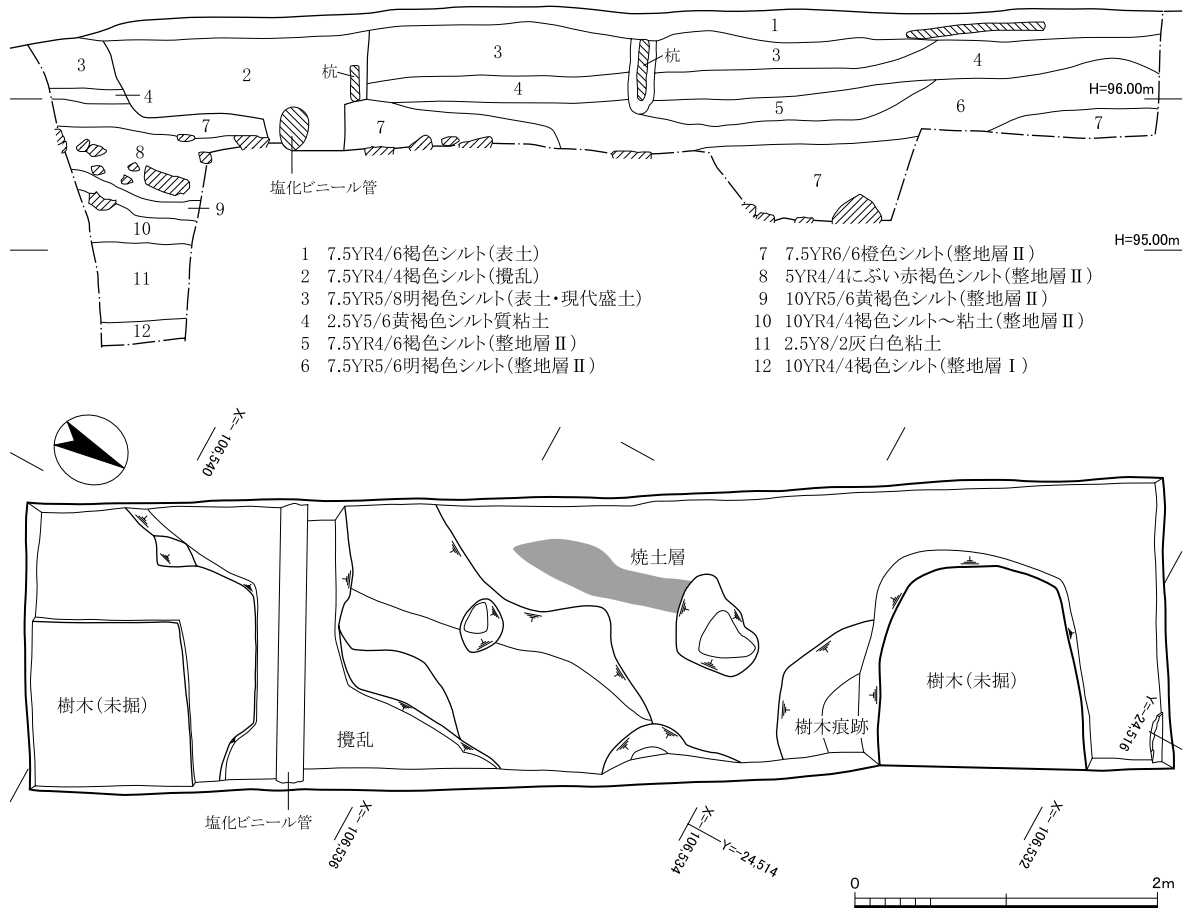 1
3
2
杭
3
杭
3
4
4
4
H=96.00m
5
6
7
7
7
8
塩化ビニール管
7
9
10
H=95.00m
11
12
1 7.5YR4/6褐色シルト(表土)
2 7.5YR4/4褐色シルト(攪乱)
3 7.5YR5/8明褐色シルト(表土・現代盛土)
4 2.5Y5/6黄褐色シルト質粘土
5 7.5YR4/6褐色シルト(整地層Ⅱ)
6 7.5YR5/6明褐色シルト(整地層Ⅱ)
7 7.5YR6/6橙色シルト(整地層Ⅱ)
8 5YR4/4にぶい赤褐色シルト(整地層Ⅱ)
9 10YR5/6黄褐色シルト(整地層Ⅱ)
10 10YR4/4褐色シルト～粘土(整地層Ⅱ)
11 2.5Y8/2灰白色粘土
12 10YR4/4褐色シルト(整地層Ⅰ)
X=-106,540
焼土層
樹木(未掘)
樹木(未掘)
樹木痕跡
攪乱
Y=-24,516
塩化ビニール管
X=-106,536
X=-106,534
Y=-24,514
X=-106,532
0
2m